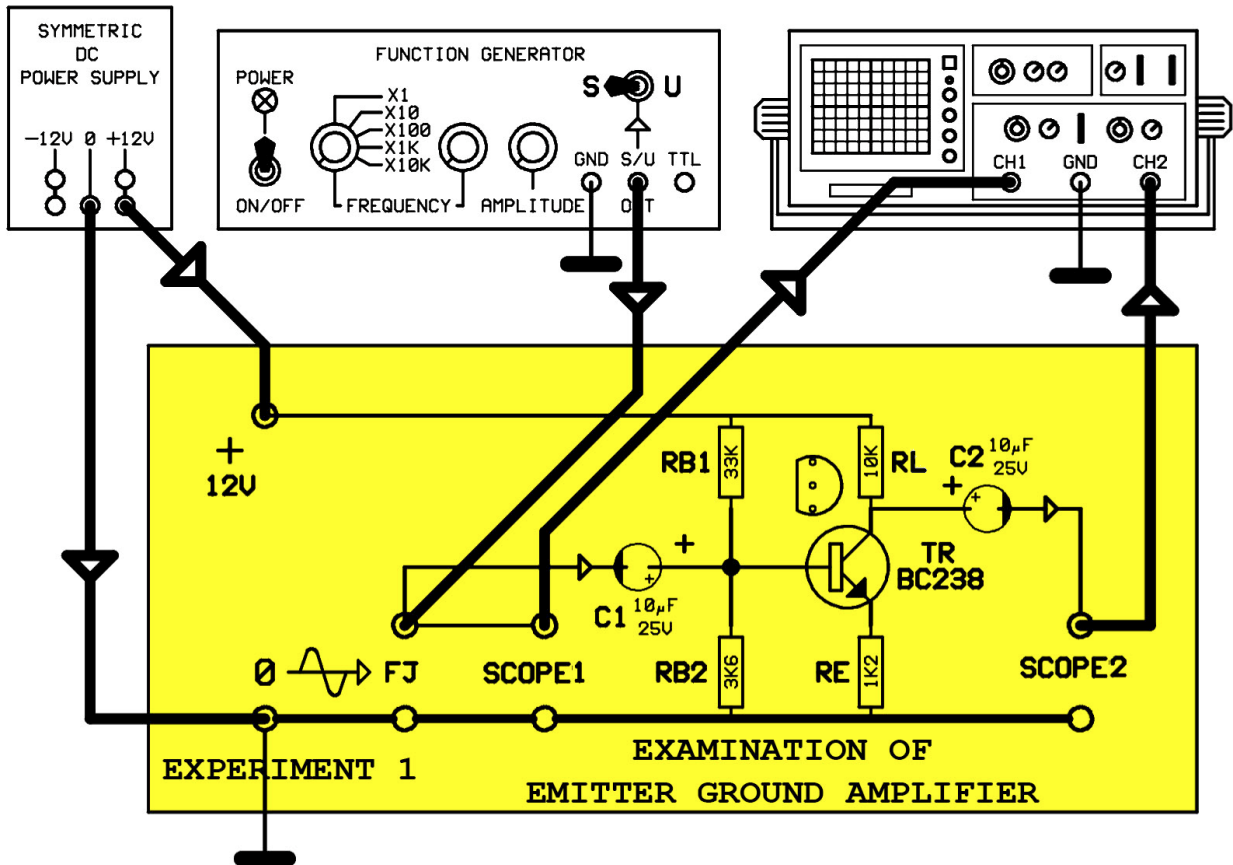 SYMMETRIC
DC
POWER SUPPLY
-12V 0 +12V
FUNCTION GENERATOR
POWER
ON/OFF
X1
X10
X100
X1K
X10K
FREQUENCY
AMPLITUDE
S U
GND S/U TTL
OUT
CH1 GND CH2
+
12V
RB1
33K
10K
RL
C2
10µF
25V
+
+
+
TR
BC238
C1
10µF
25V
+
0
FJ
SCOPE1
RB2
3K6
RE
1K2
SCOPE2
EXPERIMENT 1
EXAMINATION OF
EMITTER GROUND AMPLIFIER